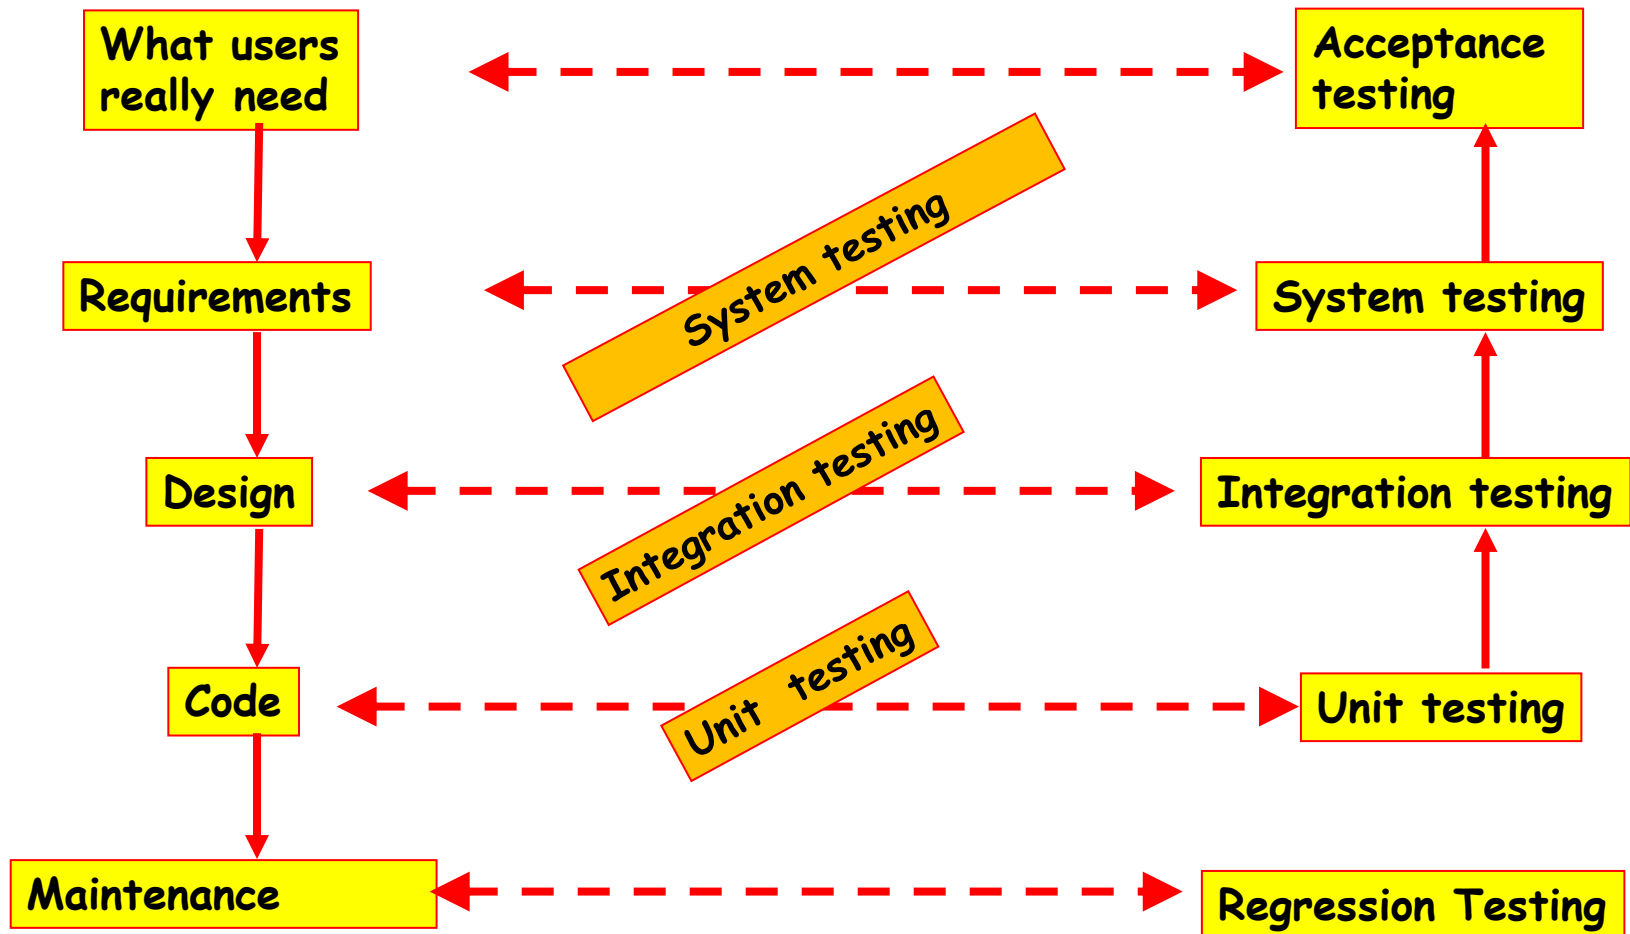 What users
really need
Acceptance
testing
System testing
Requirements
System testing
Integration testing
Design
Integration testing
Unit testing
Code
Unit testing
Maintenance
Regression Testing